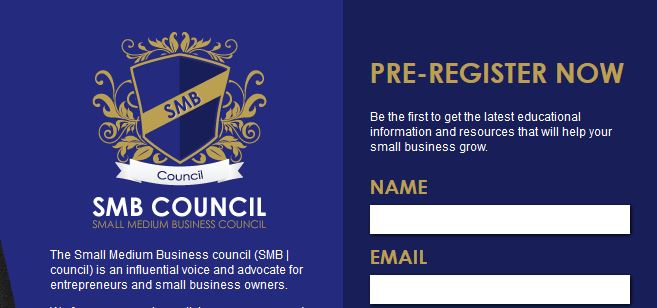 SMB
Council
SMB COUNCIL
SMALL MEDIUM BUSINESS COUNCIL
The Small Medium Business council (SMB |
council) is an influential voice and advocate for
entrepreneurs and small business owners.
PRE-REGISTER NOW
Be the first to get the latest educational
information and resources that will help your
small business grow.
NAME
EMAIL